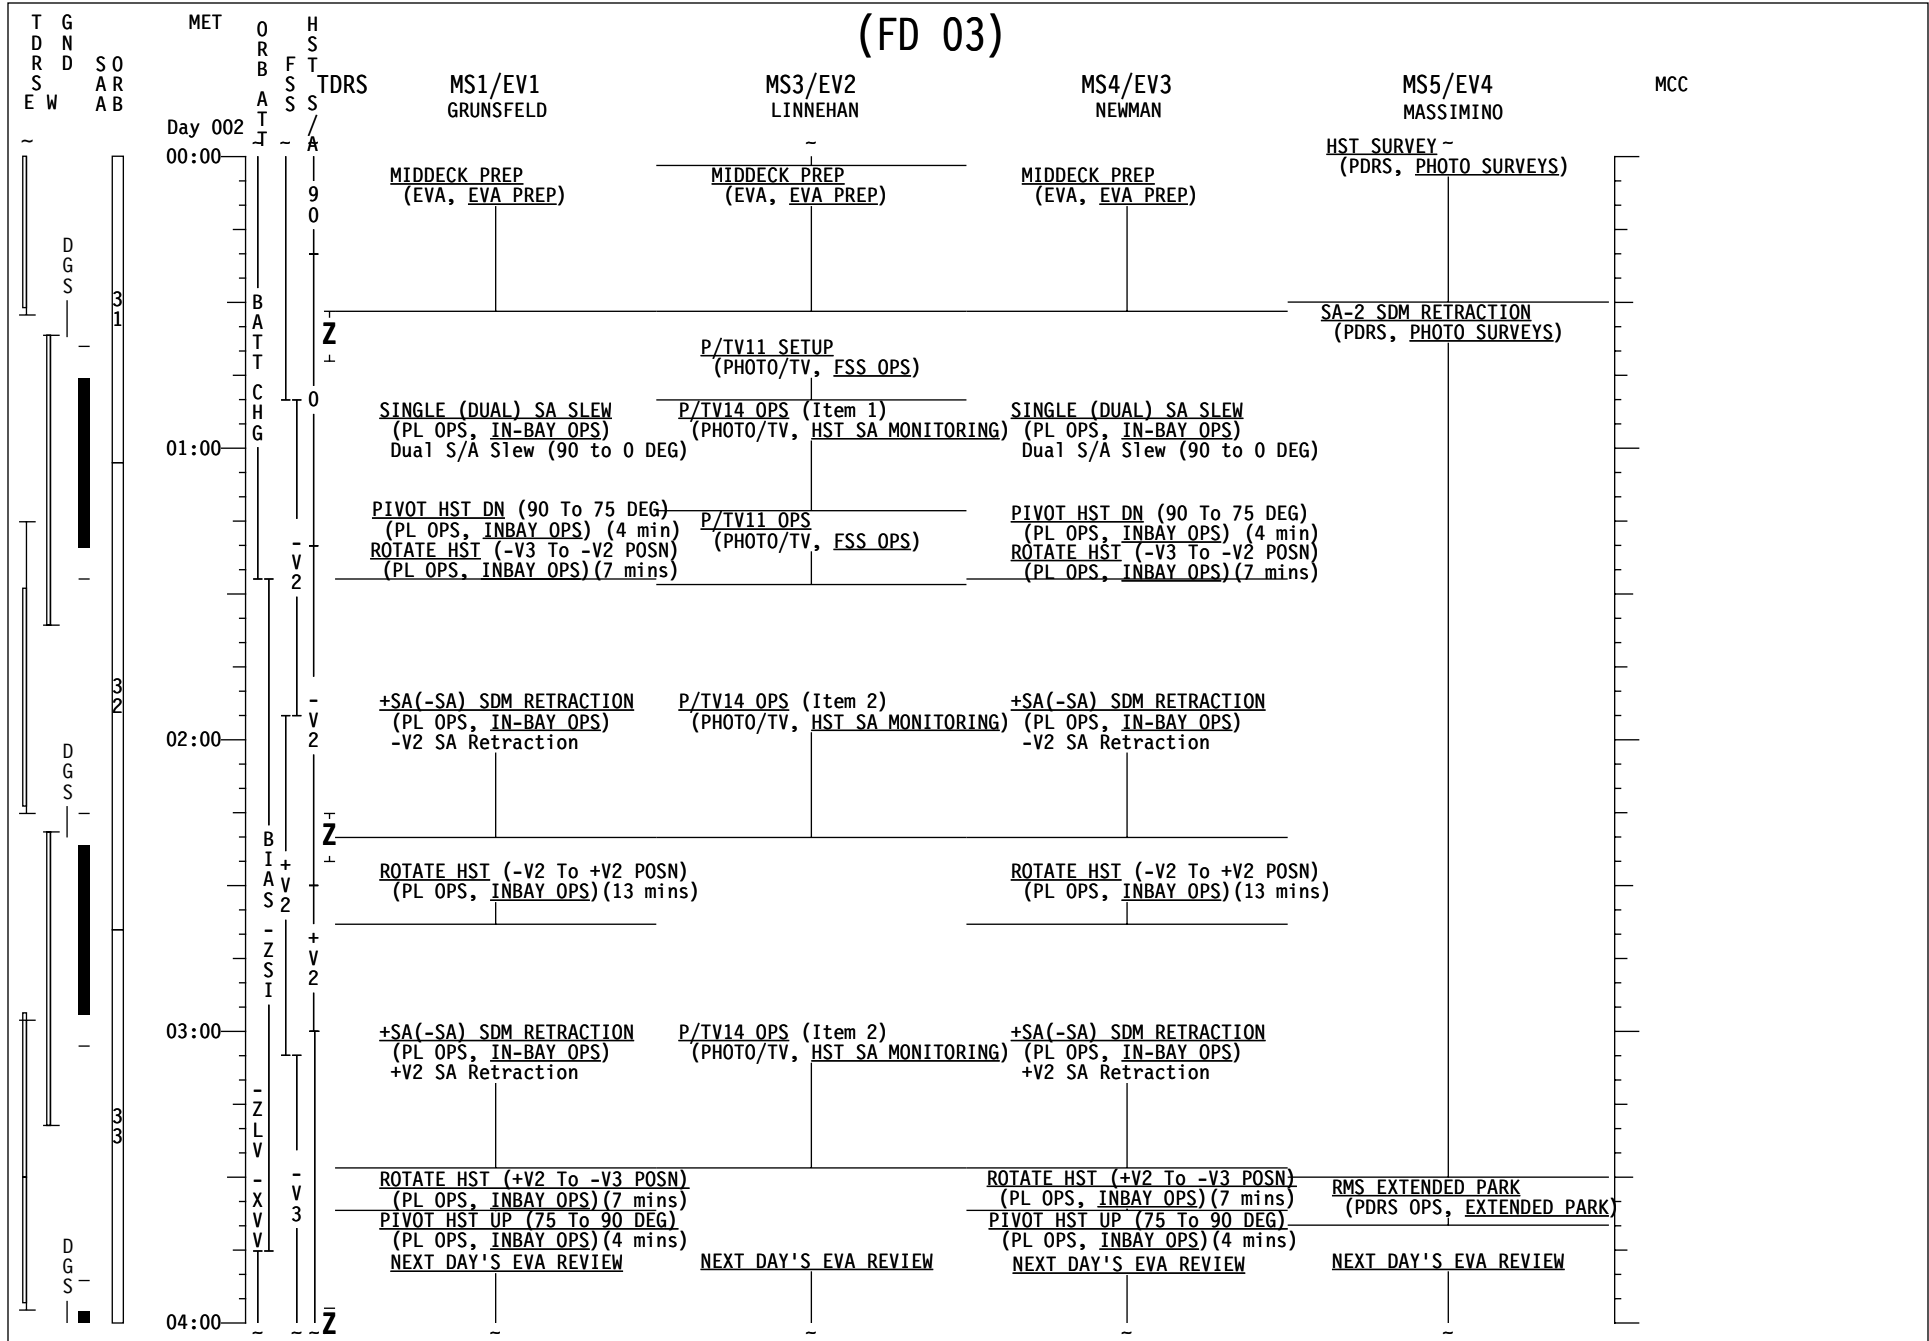 (FD 03)
TDRS
E W
GND
SAA
ORB
MET
ORB ATT
FSS
HST S/A
TDRS
MS1/EV1
GRUNSFELD
MS3/EV2
LINNEHAN
MS4/EV3
NEWMAN
MS5/EV4
MASSIMINO
MCC
Day 002
~ ~ ~ ~
00:00
HST SURVEY ~
(PDRS, PHOTO SURVEYS)
MIDDECK PREP
(EVA, EVA PREP)
MIDDECK PREP
(EVA, EVA PREP)
MIDDECK PREP
(EVA, EVA PREP)
90
DGS
31
BATT CHG
Z
SA-2 SDM RETRACTION
(PDRS, PHOTO SURVEYS)
P/TV11 SETUP
(PHOTO/TV, FSS OPS)
0
SINGLE (DUAL) SA SLEW
(PL OPS, IN-BAY OPS)
Dual S/A Slew (90 to 0 DEG)
P/TV14 OPS (Item 1)
(PHOTO/TV, HST SA MONITORING)
SINGLE (DUAL) SA SLEW
(PL OPS, IN-BAY OPS)
Dual S/A Slew (90 to 0 DEG)
01:00
PIVOT HST DN (90 To 75 DEG)
(PL OPS, INBAY OPS) (4 min)
ROTATE HST (-V3 To -V2 POSN)
(PL OPS, INBAY OPS)(7 mins)
P/TV11 OPS
(PHOTO/TV, FSS OPS)
PIVOT HST DN (90 To 75 DEG)
(PL OPS, INBAY OPS) (4 min)
ROTATE HST (-V3 To -V2 POSN)
(PL OPS, INBAY OPS)(7 mins)
-V2
32
-V2
+SA(-SA) SDM RETRACTION
(PL OPS, IN-BAY OPS)
-V2 SA Retraction
P/TV14 OPS (Item 2)
(PHOTO/TV, HST SA MONITORING)
+SA(-SA) SDM RETRACTION
(PL OPS, IN-BAY OPS)
-V2 SA Retraction
02:00
DGS
Z
BIAS -ZSI
+V2
ROTATE HST (-V2 To +V2 POSN)
(PL OPS, INBAY OPS)(13 mins)
ROTATE HST (-V2 To +V2 POSN)
(PL OPS, INBAY OPS)(13 mins)
+V2
03:00
+SA(-SA) SDM RETRACTION
(PL OPS, IN-BAY OPS)
+V2 SA Retraction
P/TV14 OPS (Item 2)
(PHOTO/TV, HST SA MONITORING)
+SA(-SA) SDM RETRACTION
(PL OPS, IN-BAY OPS)
+V2 SA Retraction
33
-ZLV -XVV
-V3
ROTATE HST (+V2 To -V3 POSN)
(PL OPS, INBAY OPS)(7 mins)
PIVOT HST UP (75 To 90 DEG)
(PL OPS, INBAY OPS)(4 mins)
NEXT DAY'S EVA REVIEW
NEXT DAY'S EVA REVIEW
ROTATE HST (+V2 To -V3 POSN)
(PL OPS, INBAY OPS)(7 mins)
PIVOT HST UP (75 To 90 DEG)
(PL OPS, INBAY OPS)(4 mins)
NEXT DAY'S EVA REVIEW
RMS EXTENDED PARK
(PDRS OPS, EXTENDED PARK)
NEXT DAY'S EVA REVIEW
DGS
04:00
Z
~ ~ ~ ~ ~ ~ ~